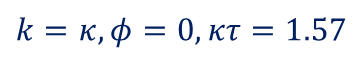 𝑘 = 𝜅, 𝜙 = 0, 𝜅𝜏 = 1.57